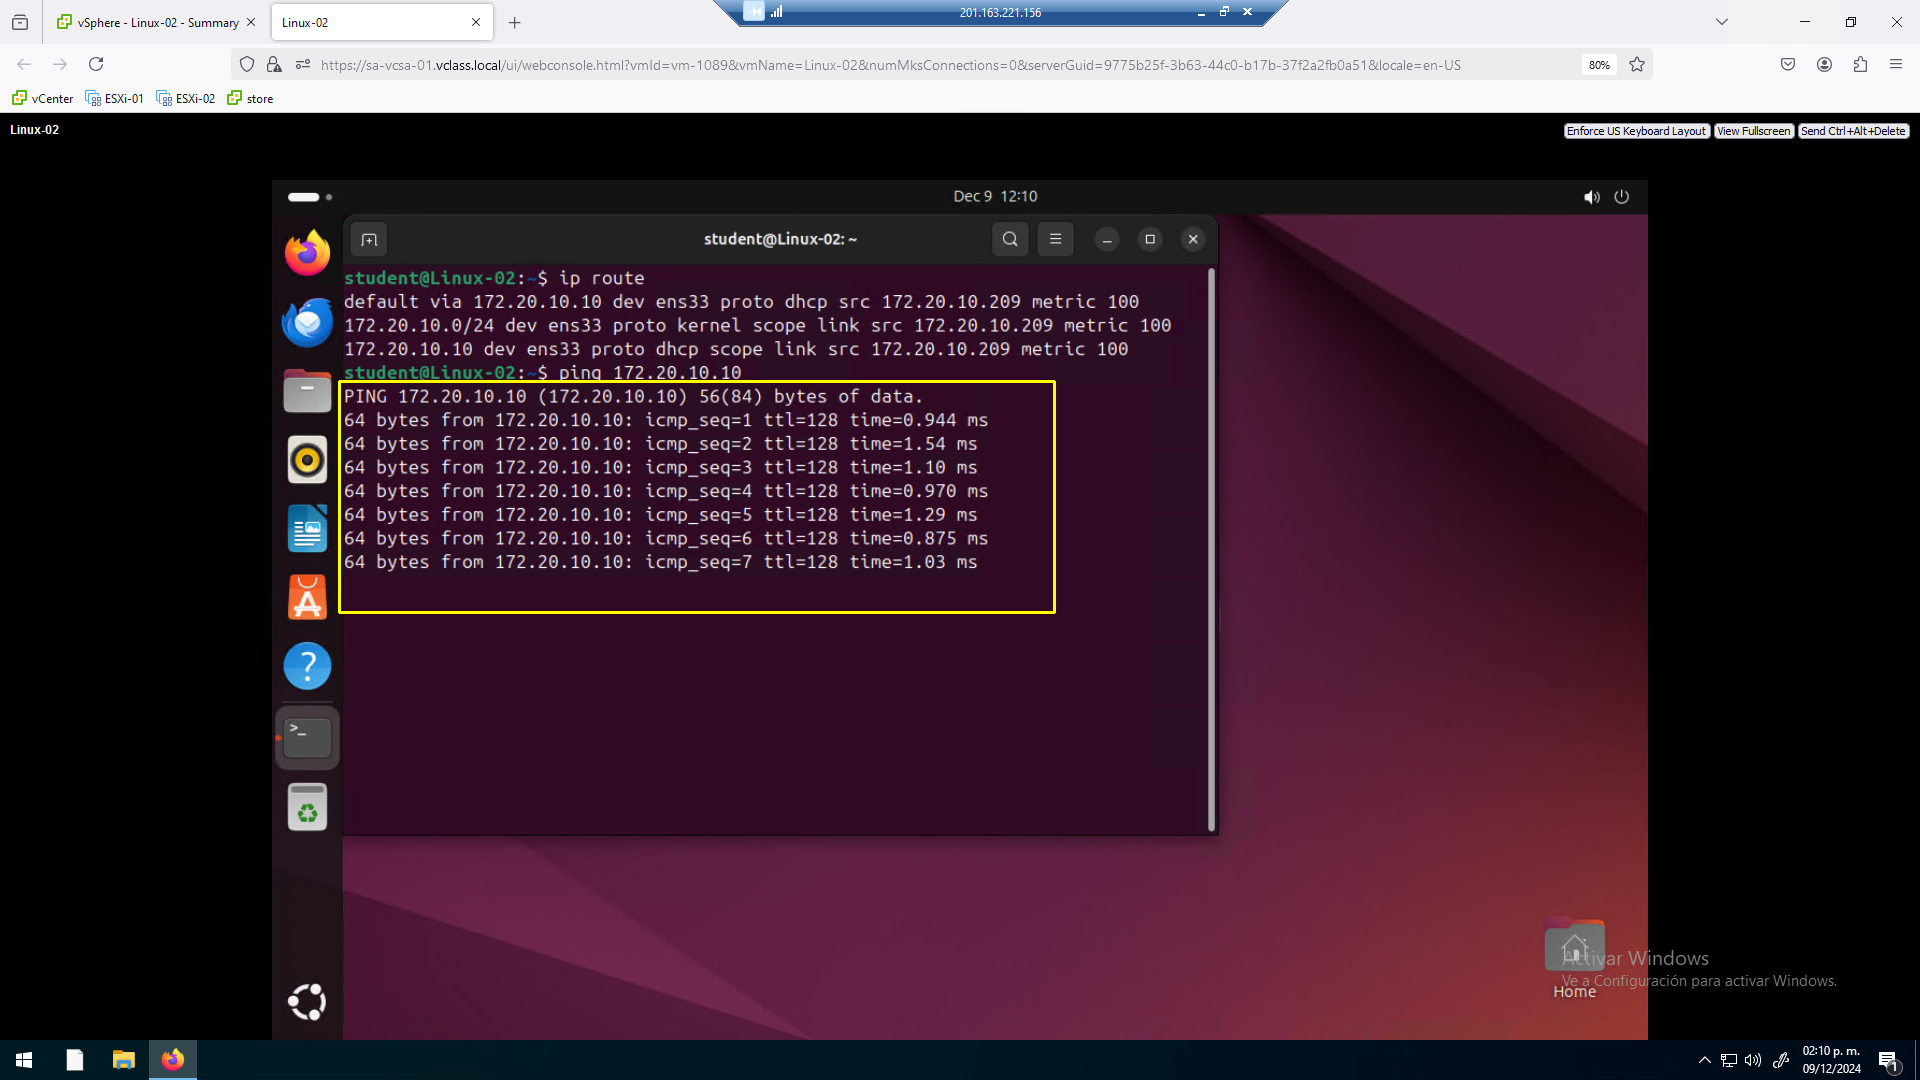 vSphere - Linux-02 - Summary
Linux-02
201.163.221.156
https://sa-vcsa-01.vclass.local/ui/webconsole.html?vmId=vm-1089&vmName=Linux-02&numMksConnections=0&serverGuid=9775b25f-3b63-44c0-b17b-37f2a2fb0a51&locale=en-US
80%
vCenter
ESXi-01
ESXi-02
store
Linux-02
Enforce US Keyboard Layout
View Fullscreen
Send Ctrl+Alt+Delete
Dec 9 12:10
student@Linux-02: ~
student@Linux-02:~$ ip route
default via 172.20.10.10 dev ens33 proto dhcp src 172.20.10.209 metric 100
172.20.10.0/24 dev ens33 proto kernel scope link src 172.20.10.209 metric 100
172.20.10.10 dev ens33 proto dhcp scope link src 172.20.10.209 metric 100
student@Linux-02:~$ ping 172.20.10.10
PING 172.20.10.10 (172.20.10.10) 56(84) bytes of data.
64 bytes from 172.20.10.10: icmp_seq=1 ttl=128 time=0.944 ms
64 bytes from 172.20.10.10: icmp_seq=2 ttl=128 time=1.54 ms
64 bytes from 172.20.10.10: icmp_seq=3 ttl=128 time=1.10 ms
64 bytes from 172.20.10.10: icmp_seq=4 ttl=128 time=0.970 ms
64 bytes from 172.20.10.10: icmp_seq=5 ttl=128 time=1.29 ms
64 bytes from 172.20.10.10: icmp_seq=6 ttl=128 time=0.875 ms
64 bytes from 172.20.10.10: icmp_seq=7 ttl=128 time=1.03 ms
Activar Windows
Ve a Configuración para activar Windows.
Home
02:10 p. m.
09/12/2024
1